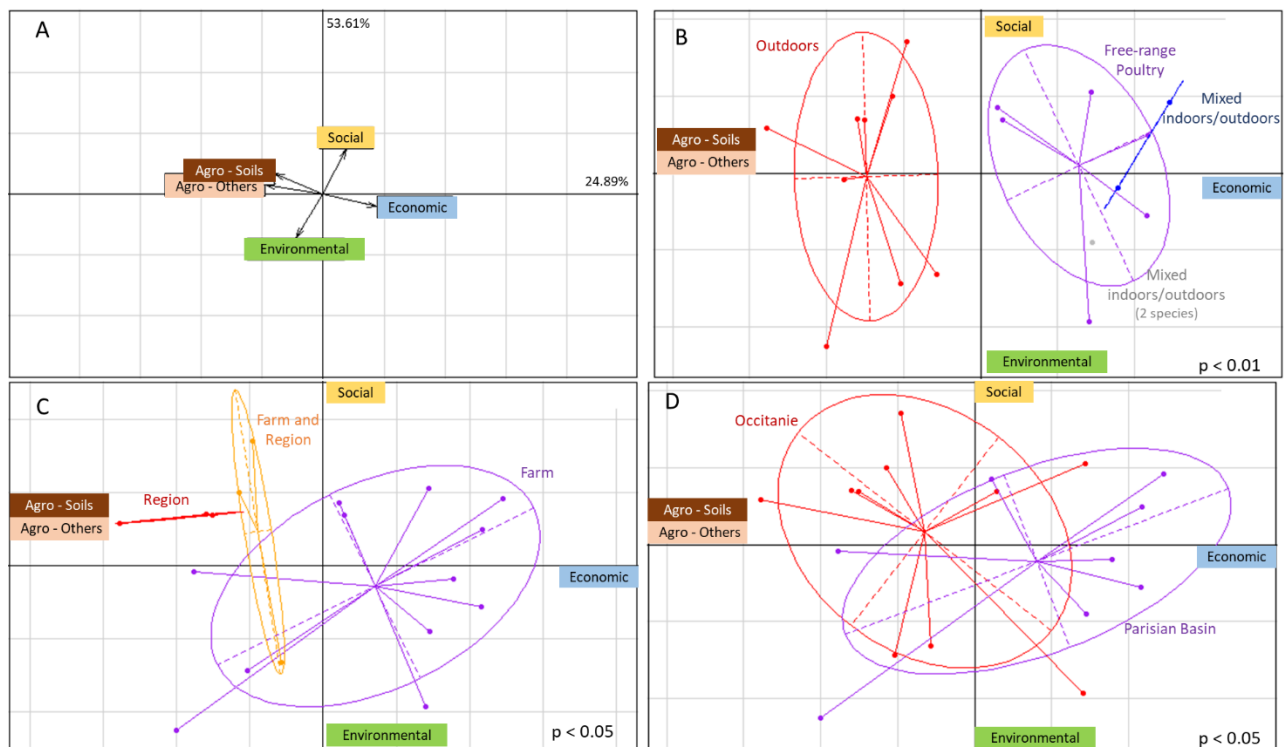 A
53.61%
Social
Agro - Soils
Agro - Others
24.89%
Economic
Environmental
B
Social
Outdoors
Free-range
Poultry
Mixed
indoors/outdoors
Agro - Soils
Agro - Others
Economic
Mixed
indoors/outdoors
(2 species)
Environmental
p < 0.01
C
Social
Farm and
Region
Farm
Region
Agro - Soils
Agro - Others
Economic
Environmental
p < 0.05
D
Social
Occitanie
Agro - Soils
Agro - Others
Economic
Parisian Basin
Environmental
p < 0.05